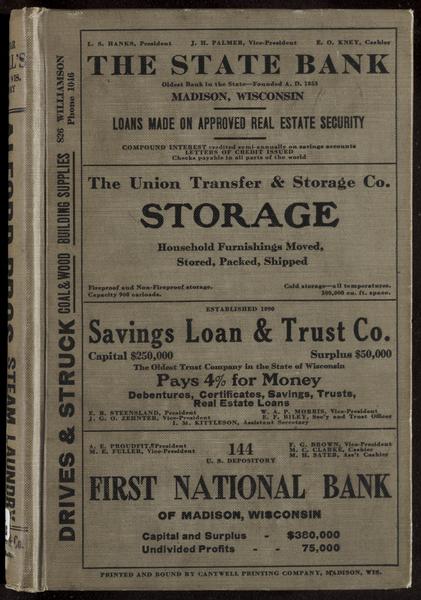 L. S. HANKS, President J. H. PALMER, Vice-President E. O. KNEY, Cashier
THE STATE BANK
Oldest Bank in the State—Founded A. D. 1853
MADISON, WISCONSIN
LOANS MADE ON APPROVED REAL ESTATE SECURITY
COMPOUND INTEREST credited semi-annually on savings accounts
LETTERS OF CREDIT ISSUED
Checks payable in all parts of the world
The Union Transfer & Storage Co.
STORAGE
Household Furnishings Moved,
Stored, Packed, Shipped
Fireproof and Non-Fireproof storage. Cold storage—all temperatures.
Capacity 900 carloads. 300,000 cu. ft. space.
ESTABLISHED 1890
Savings Loan & Trust Co.
Capital $250,000 Surplus $50,000
The Oldest Trust Company in the State of Wisconsin
Pays 4% for Money
Debentures, Certificates, Savings, Trusts,
Real Estate Loans
E. B. STEENSLAND, President W. A. P. MORRIS, Vice-President
J. C. O. ZEHNTER, Vice-President E. F. RILEY, Sec'y and Trust Officer
I. M. KITTLESON, Assistant Secretary
A. E. PROUDFIT, President 144 F. G. BROWN, Vice-President
M. E. FULLER, Vice-President M. C. CLARKE, Cashier
U. S. DEPOSITORY M. H. SATER, Ass't Cashier
FIRST NATIONAL BANK
OF MADISON, WISCONSIN
Capital and Surplus - $380,000
Undivided Profits - - 75,000
PRINTED AND BOUND BY CANTWELL PRINTING COMPANY, MADISON, WIS.
DRIVES & STRUCK COAL & WOOD BUILDING SUPPLIES 826 WILLIAMSON
Phone 1046
STEAM LAUNDRY